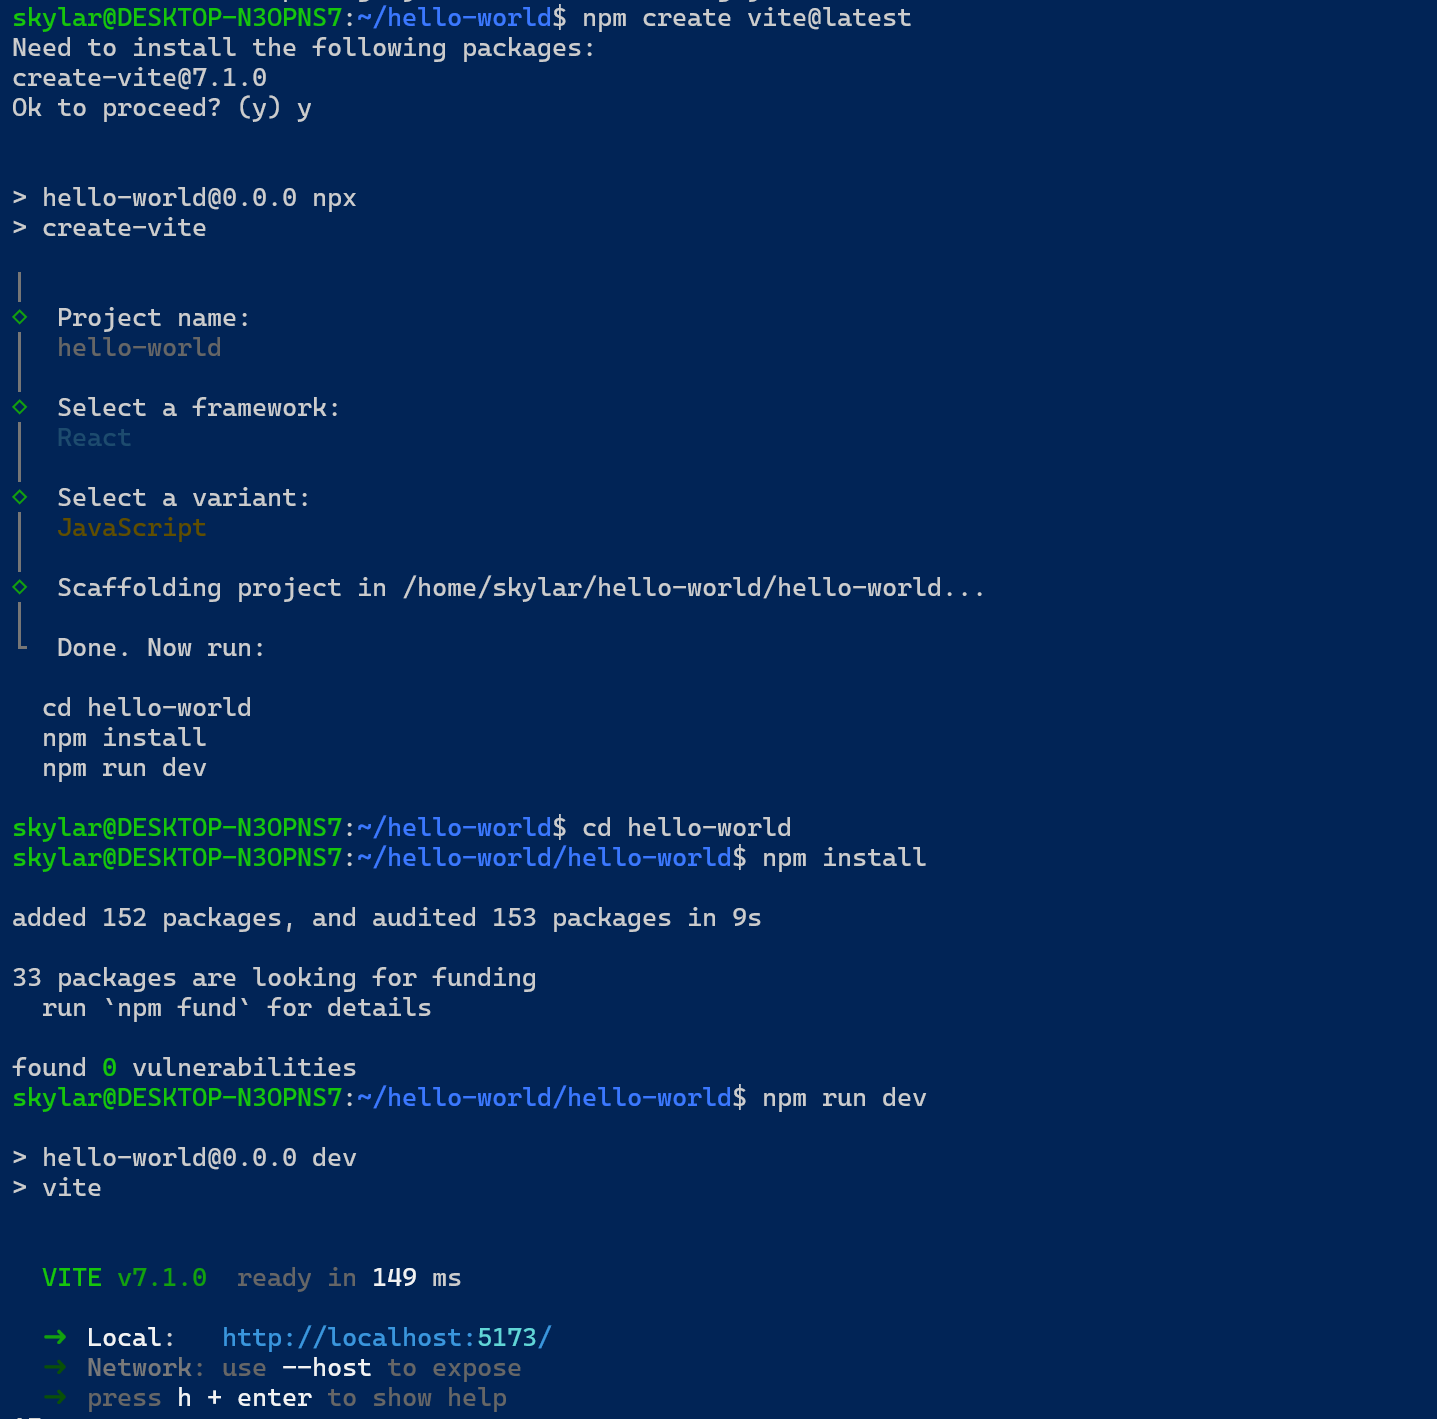 skylar@DESKTOP-N3OPNS7:~/hello-world$ npm create vite@latest
Need to install the following packages:
create-vite@7.1.0
Ok to proceed? (y) y
> hello-world@0.0.0 npx
> create-vite
Project name:
hello-world
Select a framework:
React
Select a variant:
JavaScript
Scaffolding project in /home/skylar/hello-world/hello-world...
Done. Now run:
cd hello-world
npm install
npm run dev
skylar@DESKTOP-N3OPNS7:~/hello-world$ cd hello-world
skylar@DESKTOP-N3OPNS7:~/hello-world/hello-world$ npm install
added 152 packages, and audited 153 packages in 9s
33 packages are looking for funding
run `npm fund` for details
found 0 vulnerabilities
skylar@DESKTOP-N3OPNS7:~/hello-world/hello-world$ npm run dev
> hello-world@0.0.0 dev
> vite
VITE v7.1.0 ready in 149 ms
➜ Local: http://localhost:5173/
➜ Network: use --host to expose
➜ press h + enter to show help